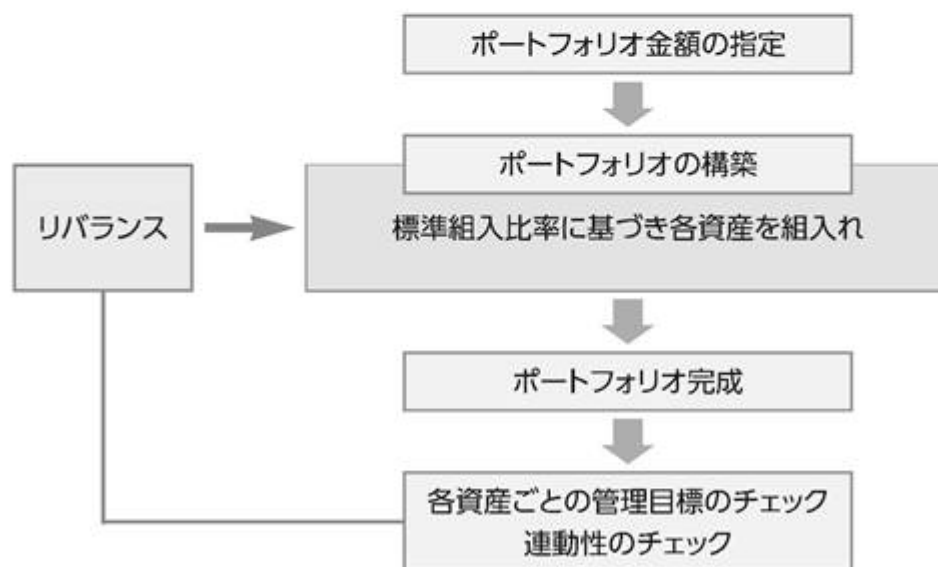 ポートフォリオ金額の指定
ポートフォリオの構築
リバランス
標準組入比率に基づき各資産を組入れ
ポートフォリオ完成
各資産ごとの管理目標のチェック
連動性のチェック